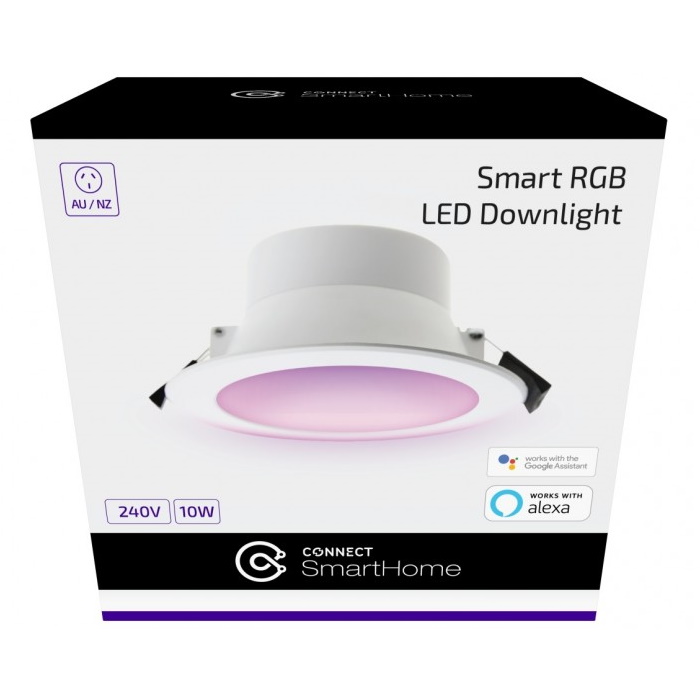 CONNECT
SmartHome
AU / NZ
Smart RGB
LED Downlight
works with the
Google Assistant
WORKS WITH
alexa
240V 10W
CONNECT
SmartHome